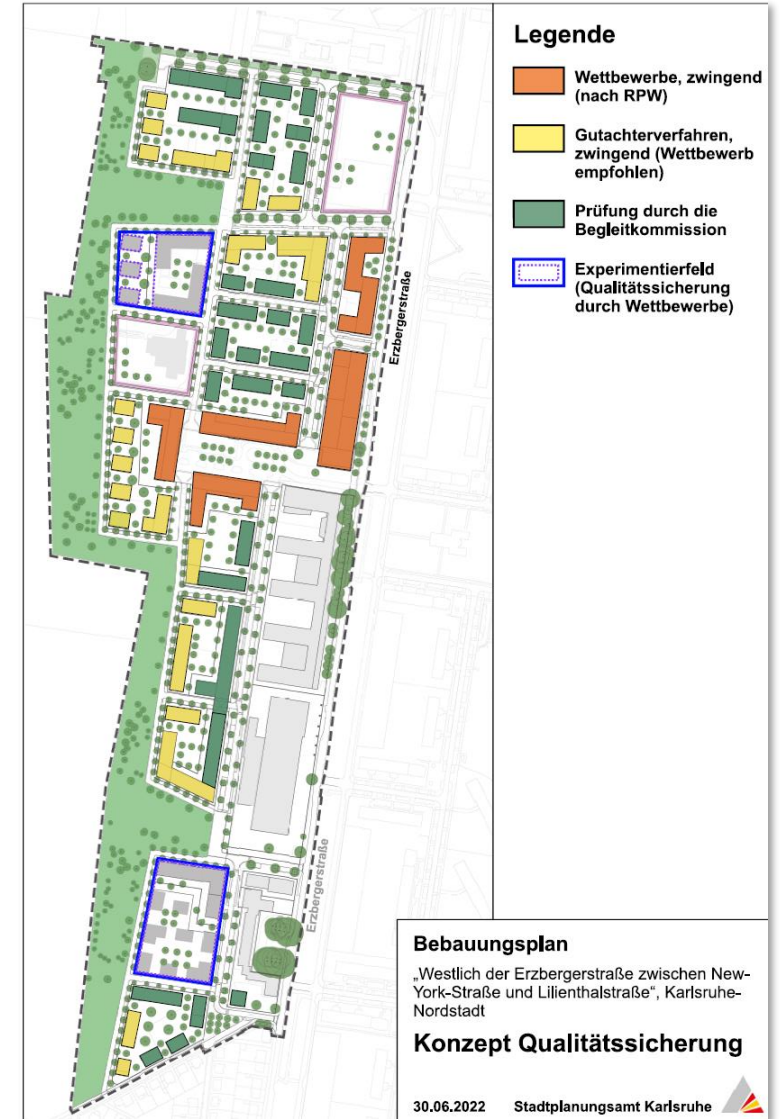 Legende
Wettbewerbe, zwingend
(nach RPW)
Gutachterverfahren,
zwingend (Wettbewerb
empfohlen)
Prüfung durch die
Begleitkommission
Experimentierfeld
(Qualitätssicherung
durch Wettbewerbe)
Erzbergerstraße
Erzbergerstraße
Bebauungsplan
„Westlich der Erzbergerstraße zwischen New-
York-Straße und Lilienthalstraße“, Karlsruhe-
Nordstadt
Konzept Qualitätssicherung
30.06.2022 Stadtplanungsamt Karlsruhe